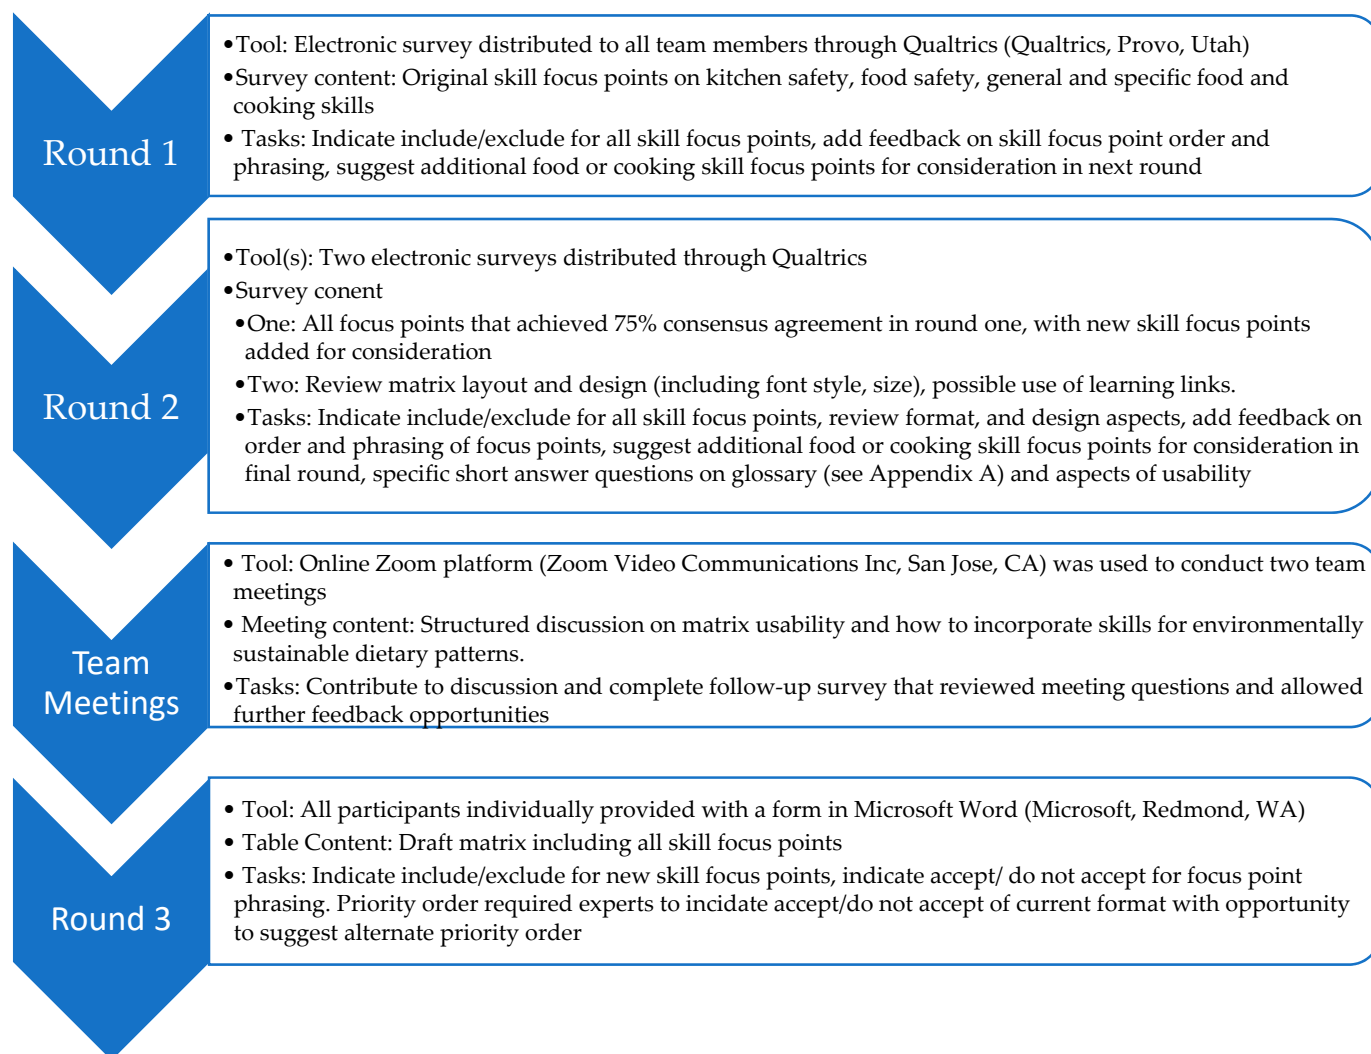 Round 1
•Tool: Electronic survey distributed to all team members through Qualtrics (Qualtrics, Provo, Utah)
•Survey content: Original skill focus points on kitchen safety, food safety, general and specific food and
cooking skills
• Tasks: Indicate include/exclude for all skill focus points, add feedback on skill focus point order and
phrasing, suggest additional food or cooking skill focus points for consideration in next round
Round 2
•Tool(s): Two electronic surveys distributed through Qualtrics
•Survey conent
•One: All focus points that achieved 75% consensus agreement in round one, with new skill focus points
added for consideration
•Two: Review matrix layout and design (including font style, size), possible use of learning links.
•Tasks: Indicate include/exclude for all skill focus points, review format, and design aspects, add feedback on
order and phrasing of focus points, suggest additional food or cooking skill focus points for consideration in
final round, specific short answer questions on glossary (see Appendix A) and aspects of usability
Team
Meetings
• Tool: Online Zoom platform (Zoom Video Communications Inc, San Jose, CA) was used to conduct two team
meetings
• Meeting content: Structured discussion on matrix usability and how to incorporate skills for environmentally
sustainable dietary patterns.
•Tasks: Contribute to discussion and complete follow-up survey that reviewed meeting questions and allowed
further feedback opportunities
Round 3
• Tool: All participants individually provided with a form in Microsoft Word (Microsoft, Redmond, WA)
• Table Content: Draft matrix including all skill focus points
• Tasks: Indicate include/exclude for new skill focus points, indicate accept/ do not accept for focus point
phrasing. Priority order required experts to incidate accept/do not accept of current format with opportunity
to suggest alternate priority order